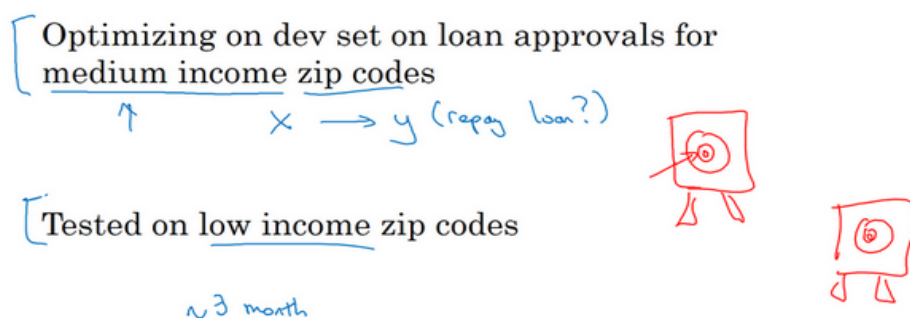 Optimizing on dev set on loan approvals for
medium income zip codes
x → y (repay loan?)
Tested on low income zip codes
~3 month